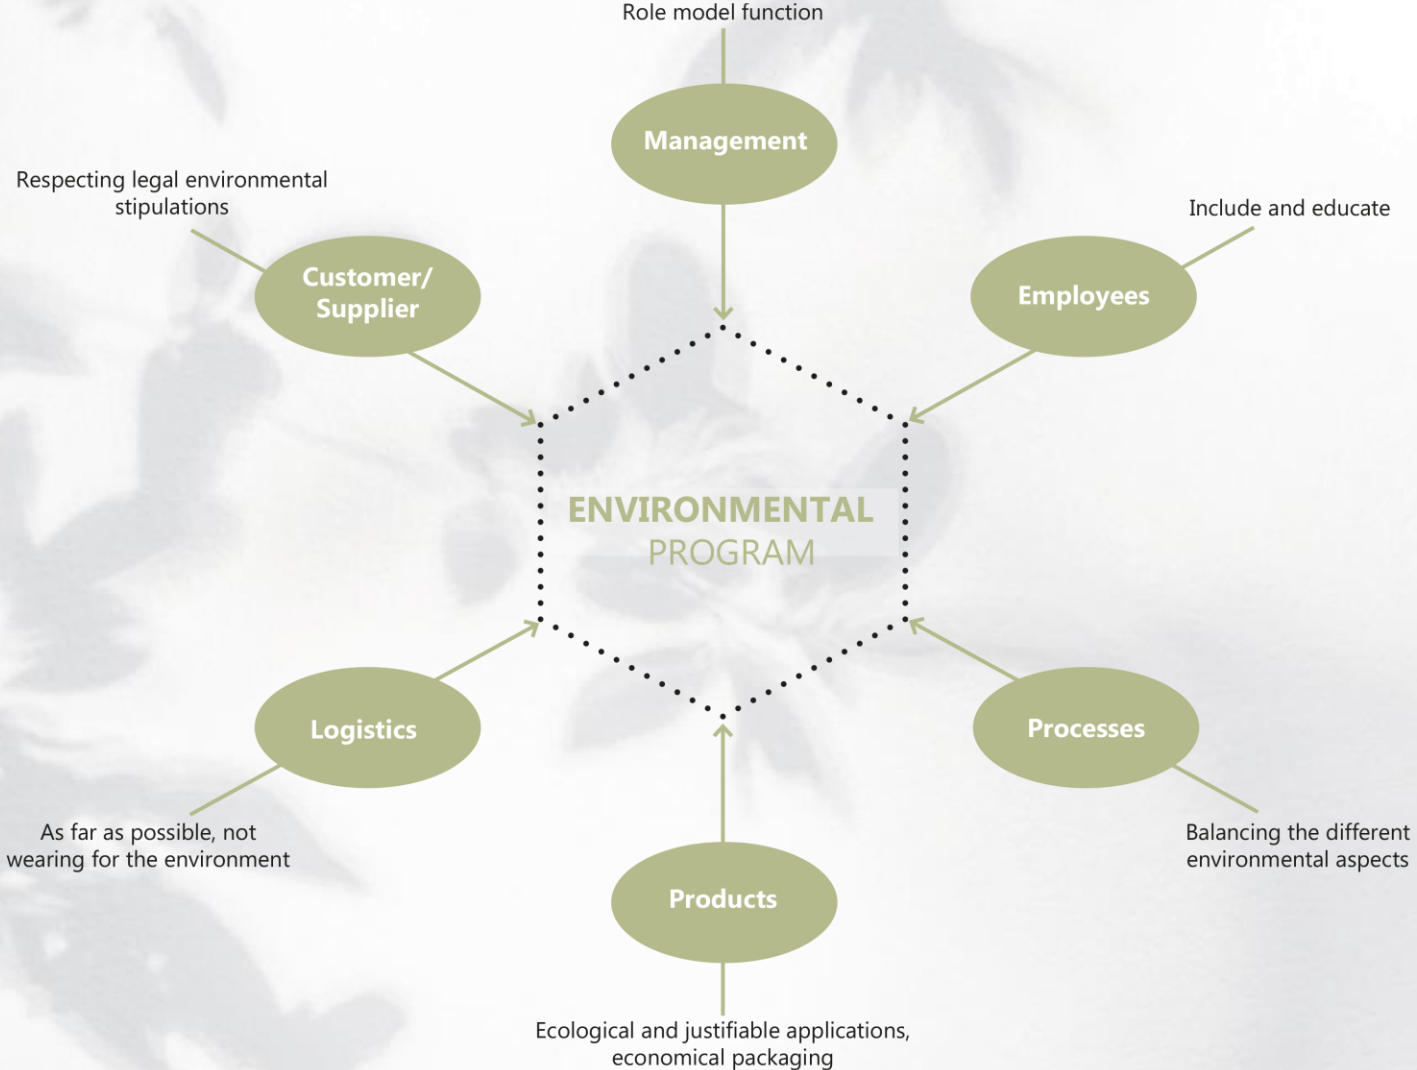 Role model function
Management
Respecting legal environmental
stipulations
Include and educate
Customer/
Supplier
Employees
ENVIRONMENTAL
PROGRAM
Logistics
Processes
As far as possible, not
wearing for the environment
Balancing the different
environmental aspects
Products
Ecological and justifiable applications,
economical packaging